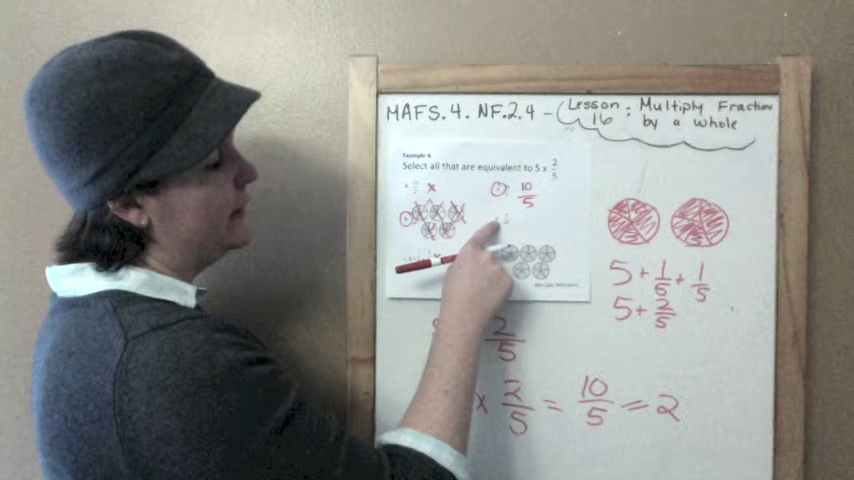 MAFS.4.NF.2.4 - Lesson: Multiply Fraction
16 by a whole
Example 4:
Select all that are equivalent to 5 x 2/5
x
10/5
5 + 1/5 + 1/5
5 + 2/5
2/5
x 2/5 = 10/5 = 2